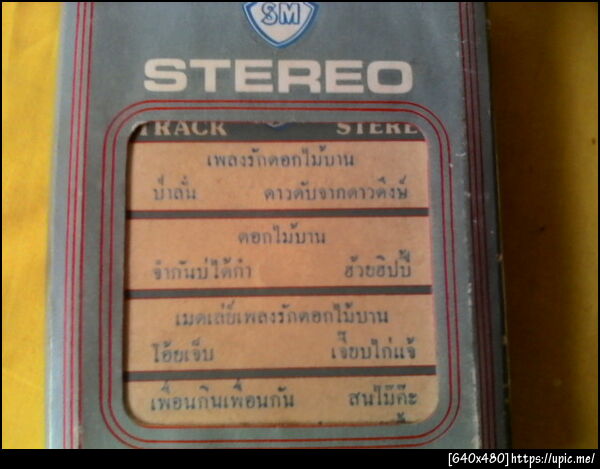 SM
STEREO
TRACK STERE
เพลงรักดอกไม้บาน
ป่าลั่น ดาวดับจากดาวดิงษ์
ดอกไม้บาน
จำกันบ่ได้กำ ฮ้วยฮิปปี้
เมดเล่ย์เพลงรักดอกไม้บาน
โอ้ยเจ็บ เจี๊ยบไก่แจ้
เพื่อนกินเพื่อนกัน สนโม๊ค๊ะ
[640x480]https://upic.me/